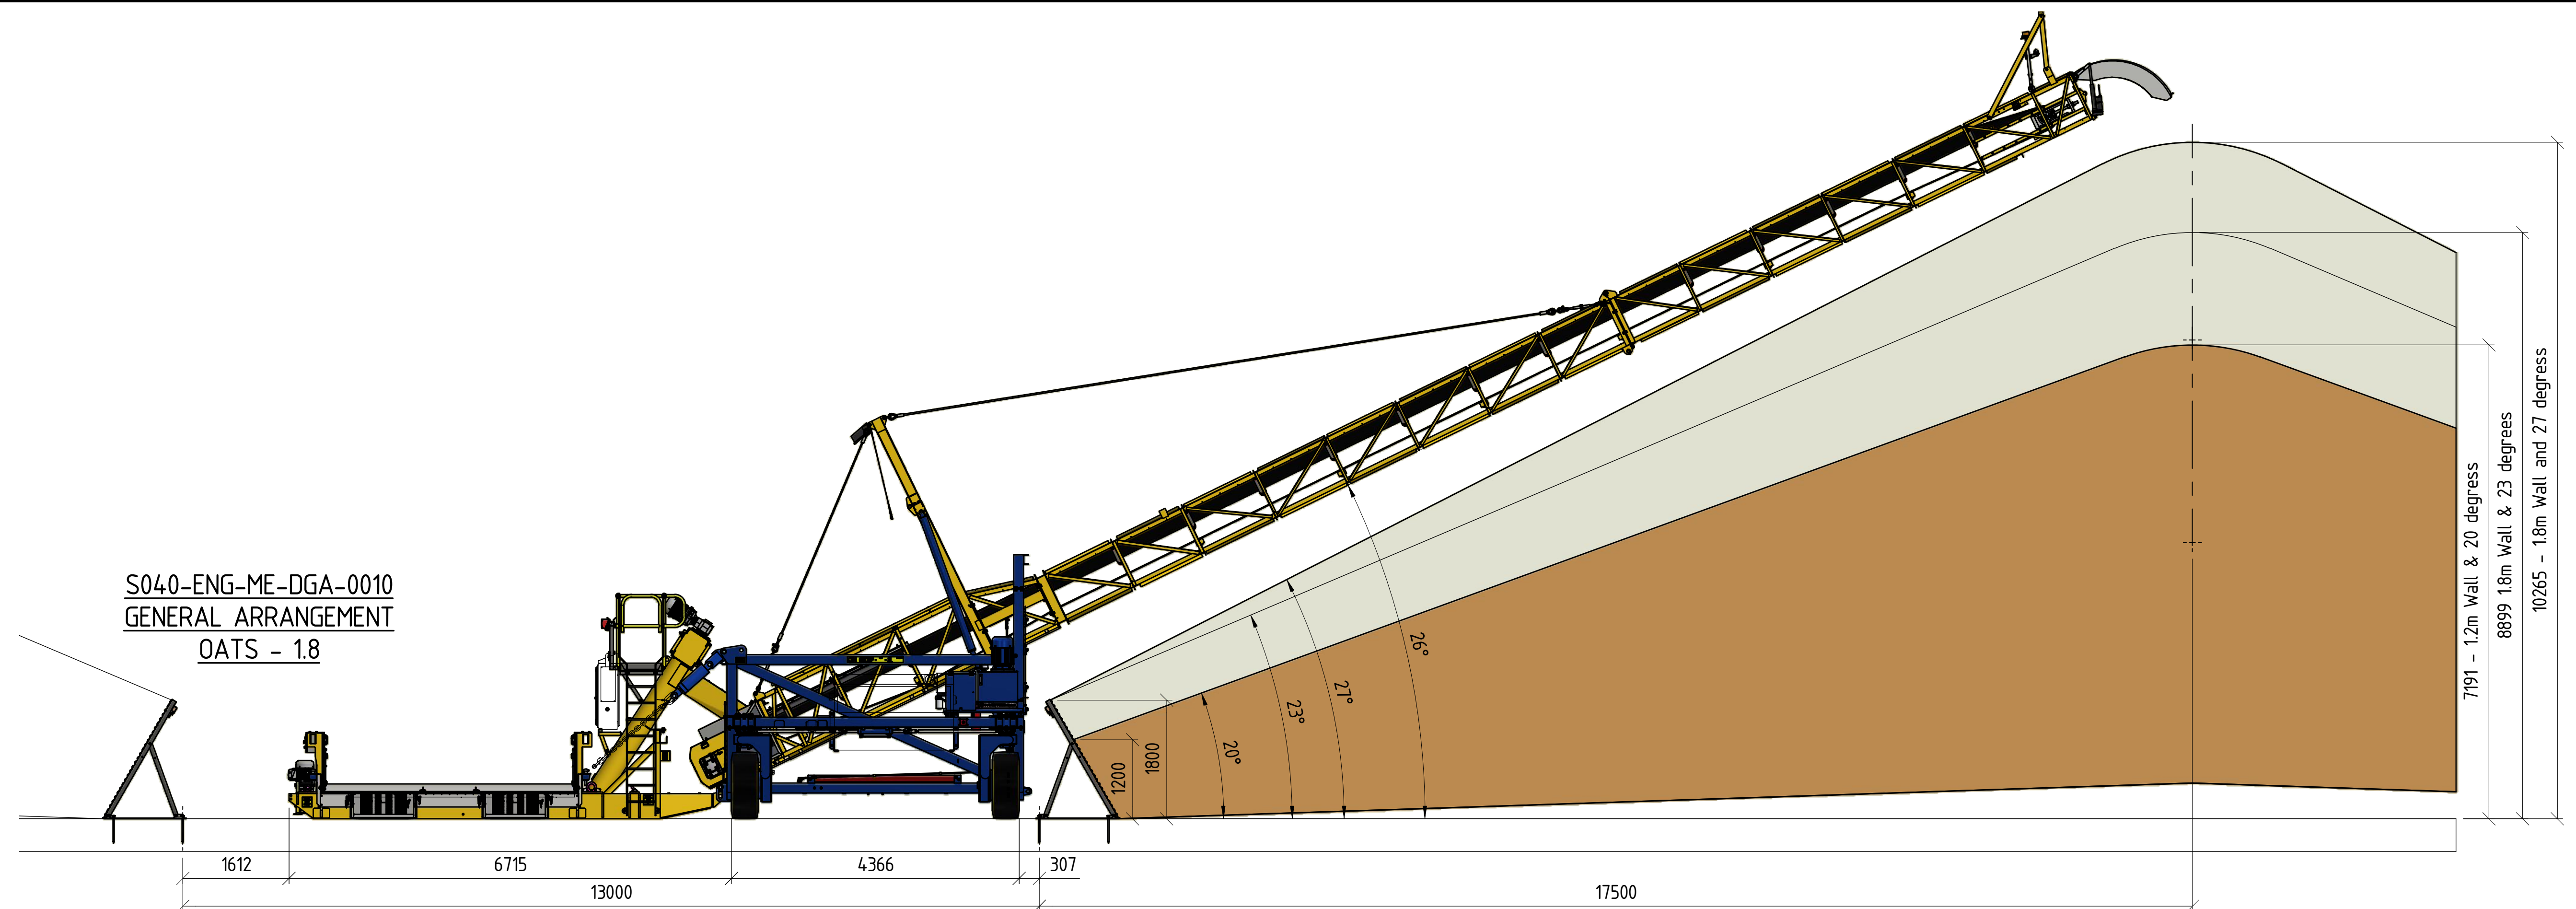 S040-ENG-ME-DGA-0010
GENERAL ARRANGEMENT
OATS - 1.8
1612
6715
4366
307
13000
17500
1200
1800
20°
23°
27°
26°
7191 - 1.2m Wall & 20 degress
8899 1.8m Wall & 23 degrees
10265 - 1.8m Wall and 27 degress